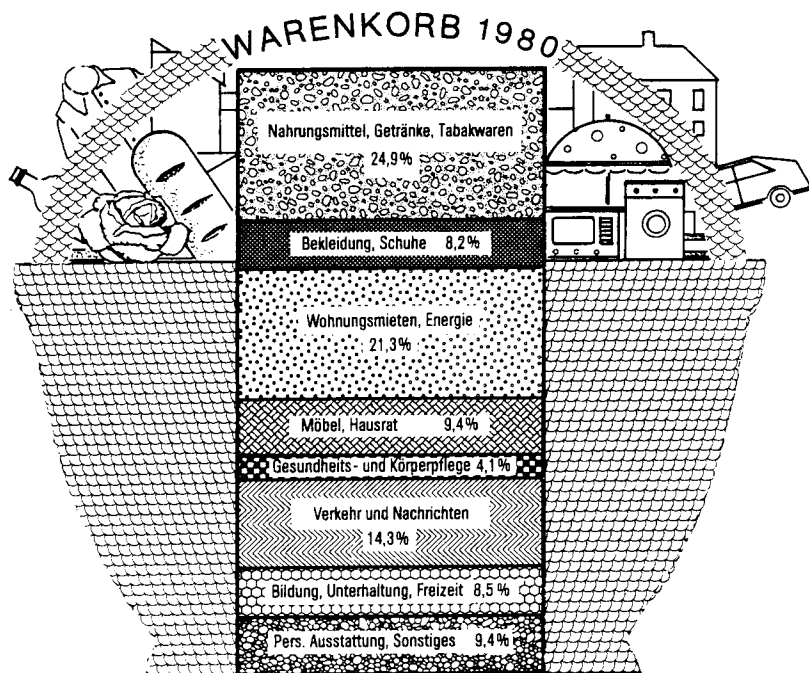 WARENKORB 1980
Nahrungsmittel, Getränke, Tabakwaren
24,9%
Bekleidung, Schuhe 8,2%
Wohnungsmieten, Energie
21,3%
Möbel, Hausrat 9,4%
Gesundheits- und Körperpflege 4,1%
Verkehr und Nachrichten
14,3%
Bildung, Unterhaltung, Freizeit 8,5%
Pers. Ausstattung, Sonstiges 9,4%